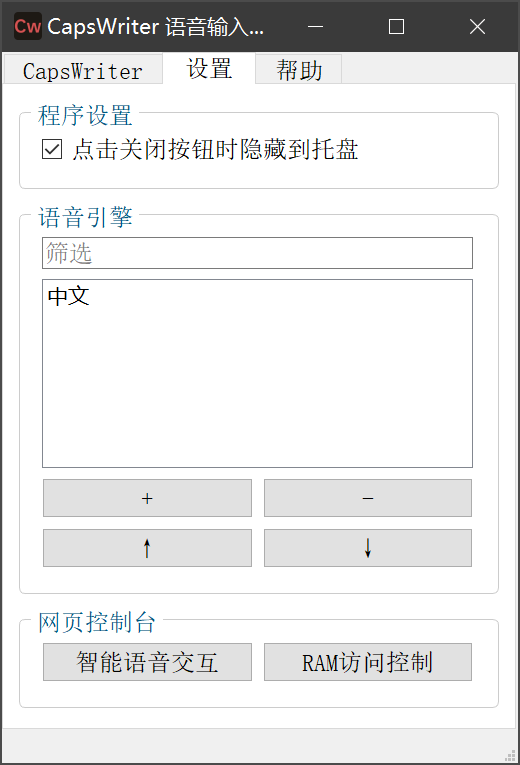 Cw CapsWriter 语音输入...
CapsWriter 设置 帮助
程序设置
点击关闭按钮时隐藏到托盘
语音引擎
筛选
中文
+ -
↑ ↓
网页控制台
智能语音交互 RAM访问控制